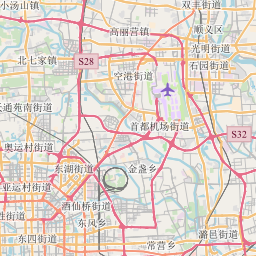 小汤山镇
高丽营镇
双丰街道
顺义区
光明街道
北七家镇
S28
石园街道
空港街道
天通苑南街道
首都机场街道
S32
奥运村街道
东湖街道
金盏乡
亚运村街道
酒仙桥街道
东风乡
东四街道
常营乡
潞邑街道